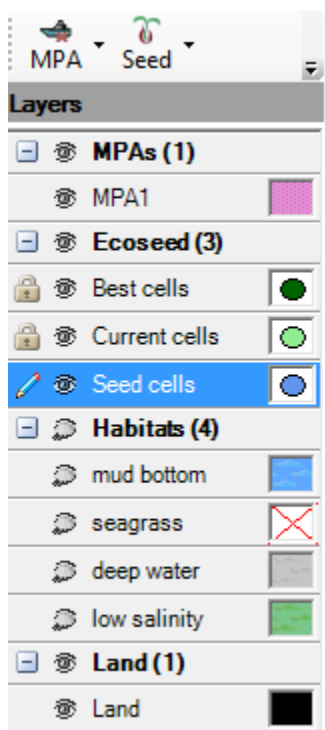 MPA Seed
Layers
MPAs (1)
MPA1
Ecoseed (3)
Best cells
Current cells
Seed cells
Habitats (4)
mud bottom
seagrass
deep water
low salinity
Land (1)
Land